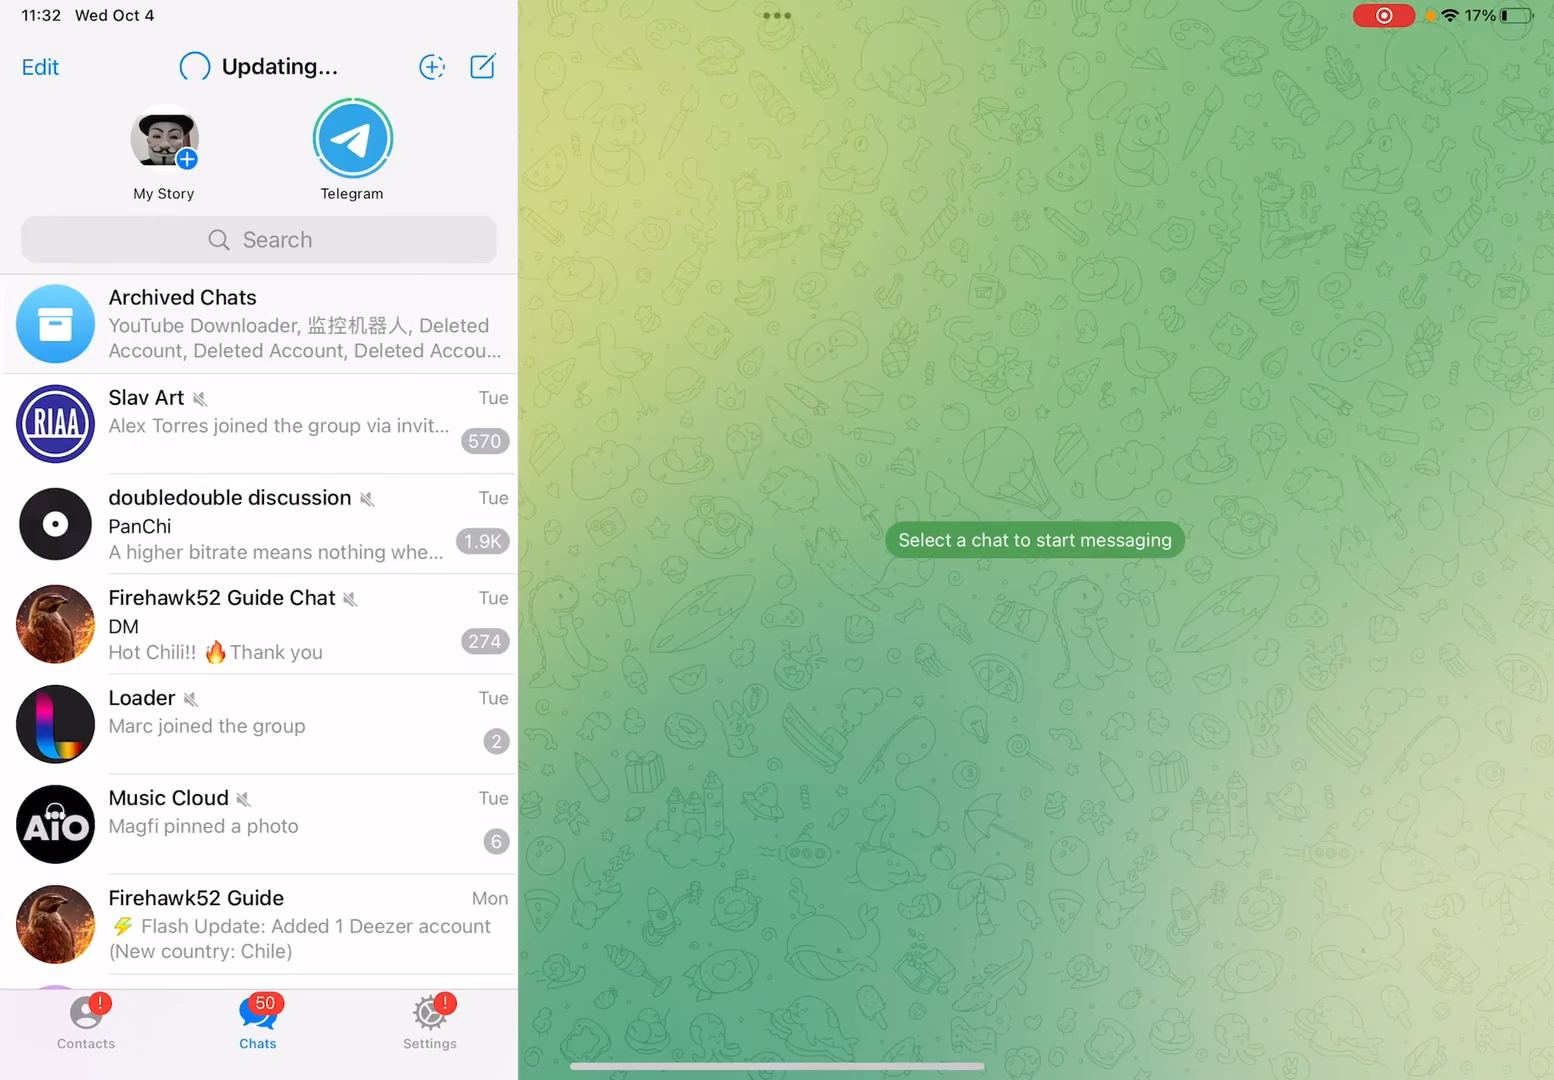 11:32 Wed Oct 4
17%
Edit
Updating...
My Story
Telegram
Search
Archived Chats
YouTube Downloader, 监控机器人, Deleted
Account, Deleted Account, Deleted Accou...
RIAA
Slav Art
Tue
Alex Torres joined the group via invit...
570
doubledouble discussion
Tue
PanChi
A higher bitrate means nothing whe...
1.9K
Firehawk52 Guide Chat
Tue
DM
Hot Chili!! 🔥Thank you
274
Loader
Tue
Marc joined the group
2
AiO
Music Cloud
Tue
Magfi pinned a photo
6
Firehawk52 Guide
Mon
⚡ Flash Update: Added 1 Deezer account
(New country: Chile)
!
50
!
Contacts
Chats
Settings
Select a chat to start messaging